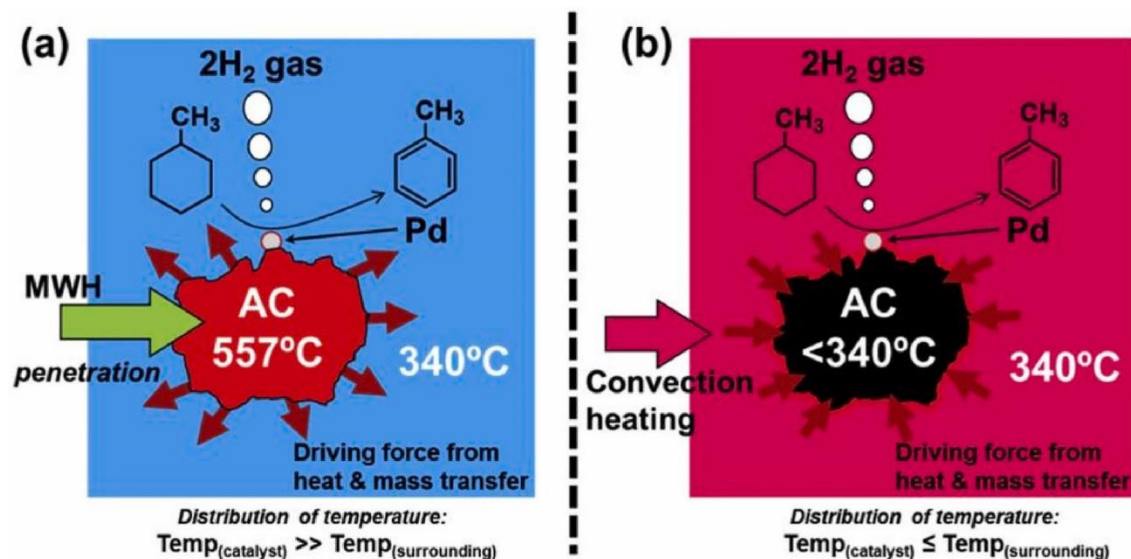 (a)
2H₂ gas
CH₃
CH₃
Pd
MWH
penetration
AC
557ºC
340ºC
Driving force from
heat & mass transfer
Distribution of temperature:
Temp(catalyst) >> Temp(surrounding)
(b)
2H₂ gas
CH₃
CH₃
Pd
Convection
heating
AC
<340ºC
340ºC
Driving force from
heat & mass transfer
Distribution of temperature:
Temp(catalyst) ≤ Temp(surrounding)